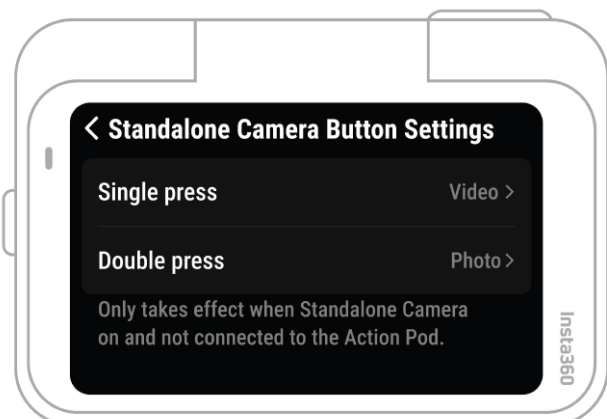 < Standalone Camera Button Settings
Single press Video >
Double press Photo >
Only takes effect when Standalone Camera
on and not connected to the Action Pod.
Insta360